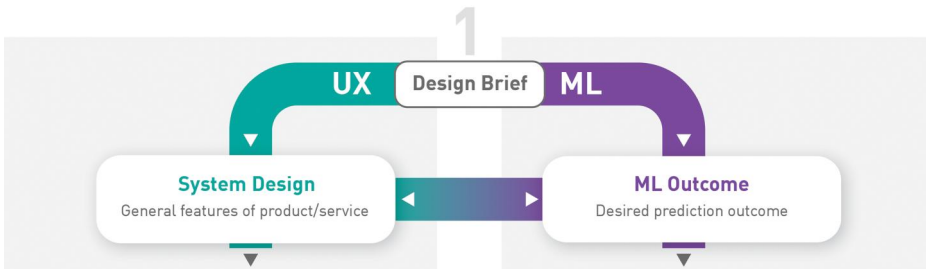 1
UX
Design Brief
ML
System Design
General features of product/service
ML Outcome
Desired prediction outcome